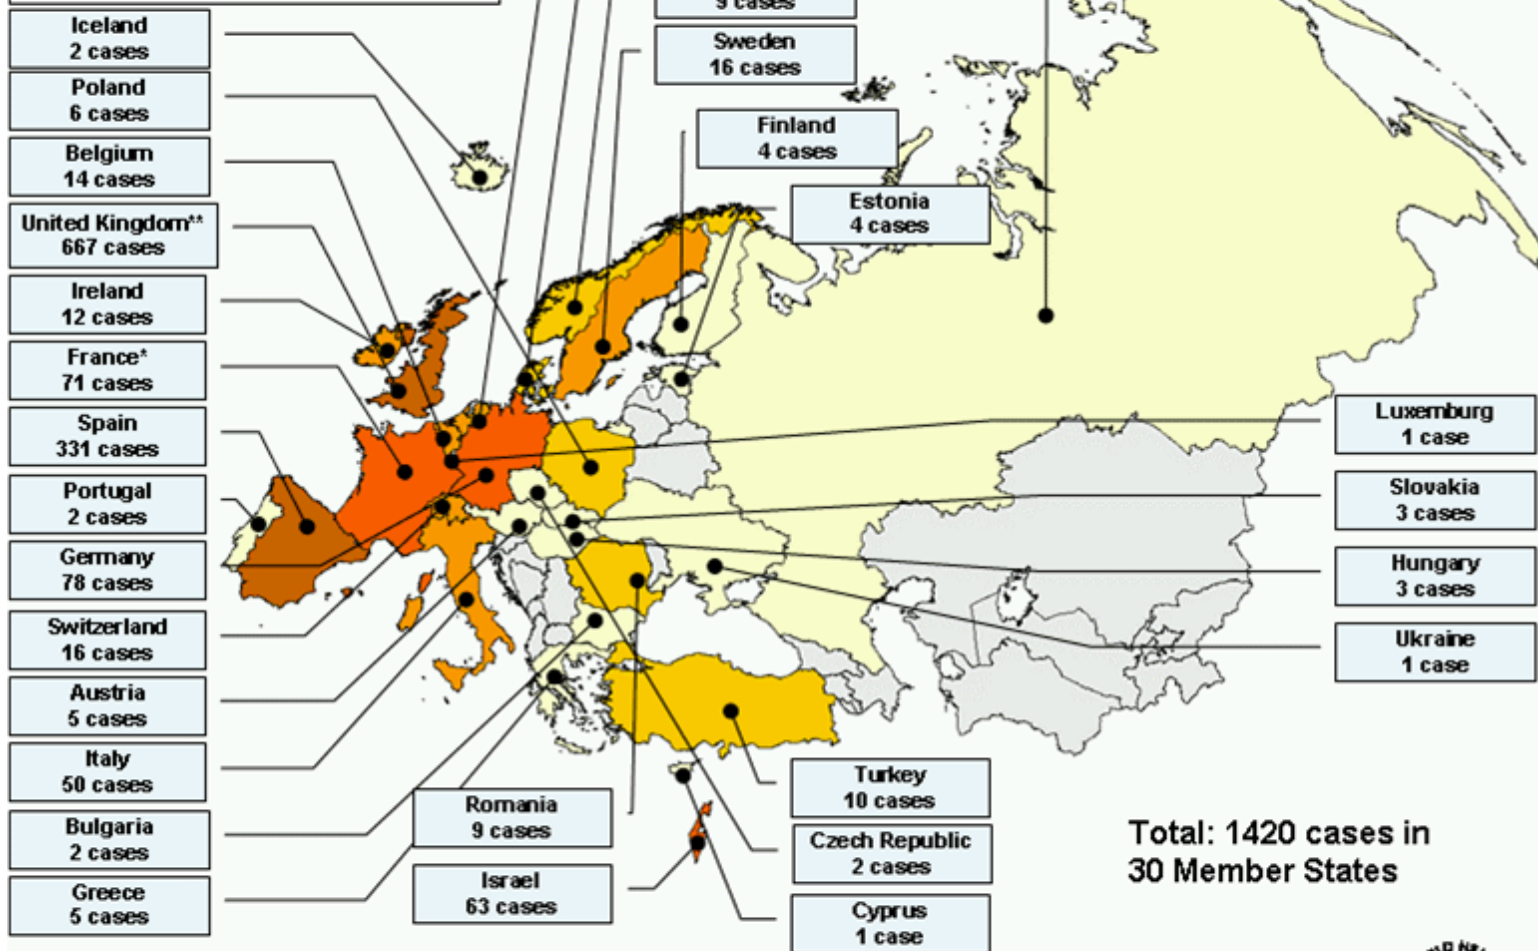 Iceland
2 cases
Poland
6 cases
Belgium
14 cases
United Kingdom**
667 cases
Ireland
12 cases
France*
71 cases
Spain
331 cases
Portugal
2 cases
Germany
78 cases
Switzerland
16 cases
Austria
5 cases
Italy
50 cases
Bulgaria
2 cases
Greece
5 cases
9 cases
Sweden
16 cases
Finland
4 cases
Estonia
4 cases
Luxemburg
1 case
Slovakia
3 cases
Hungary
3 cases
Ukraine
1 case
Romania
9 cases
Israel
63 cases
Turkey
10 cases
Czech Republic
2 cases
Cyprus
1 case
Total: 1420 cases in
30 Member States